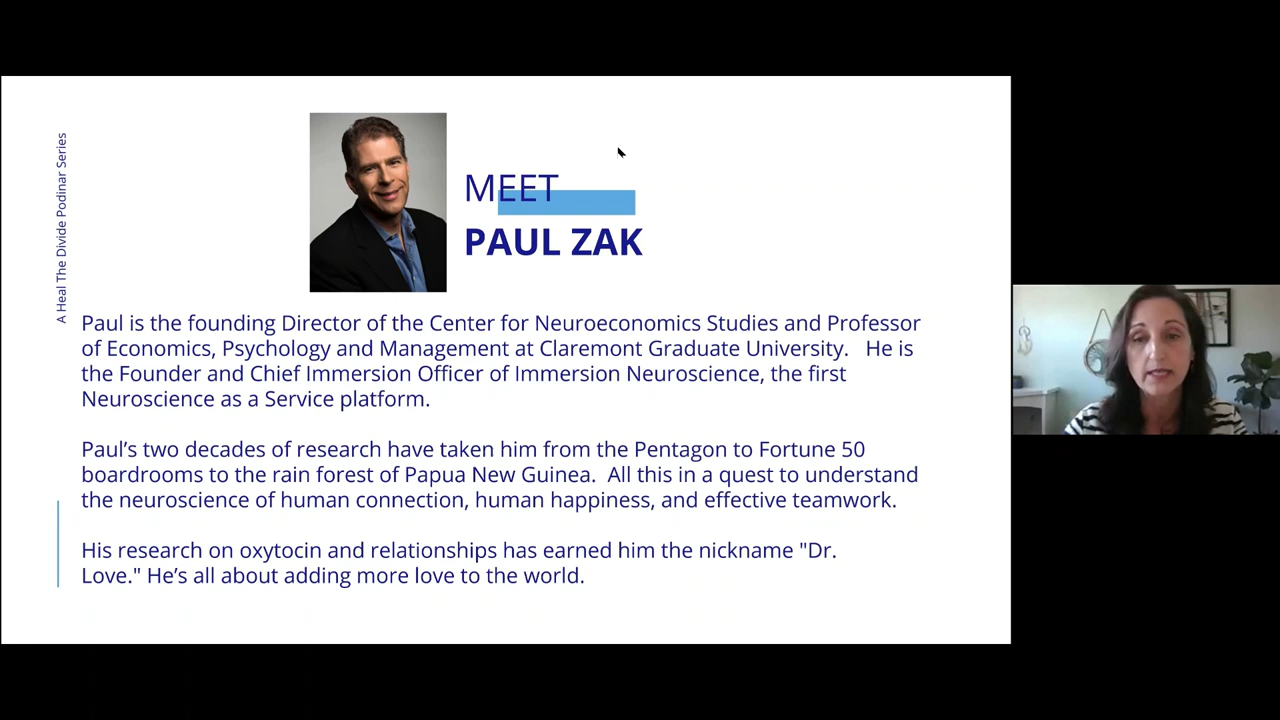 A Heal The Divide Podinar Series
MEET
PAUL ZAK
Paul is the founding Director of the Center for Neuroeconomics Studies and Professor
of Economics, Psychology and Management at Claremont Graduate University.   He is
the Founder and Chief Immersion Officer of Immersion Neuroscience, the first
Neuroscience as a Service platform.
Paul’s two decades of research have taken him from the Pentagon to Fortune 50
boardrooms to the rain forest of Papua New Guinea.  All this in a quest to understand
the neuroscience of human connection, human happiness, and effective teamwork.
His research on oxytocin and relationships has earned him the nickname "Dr.
Love." He’s all about adding more love to the world.